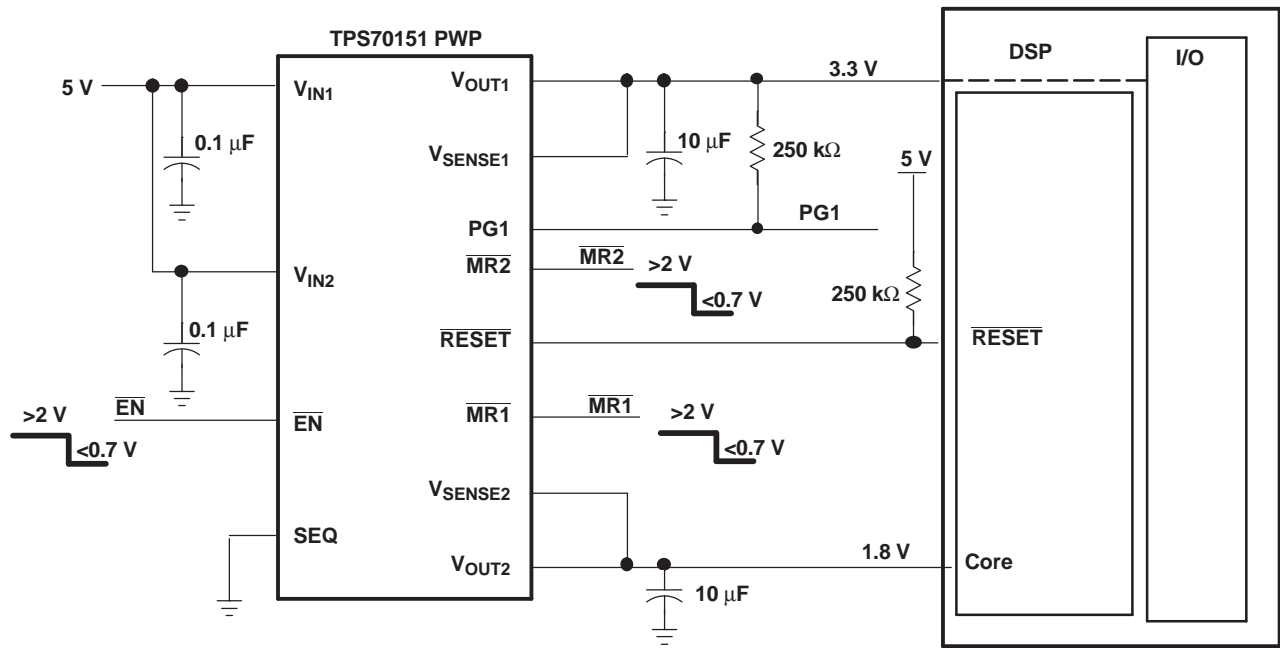 TPS70151 PWP
DSP
I/O
5 V
VIN1
VOUT1
3.3 V
0.1 μF
VSENSE1
10 μF
250 kΩ
5 V
PG1
PG1
MR2
MR2
>2 V
<0.7 V
VIN2
250 kΩ
0.1 μF
RESET
RESET
EN
>2 V
<0.7 V
EN
MR1
MR1
>2 V
<0.7 V
VSENSE2
SEQ
VOUT2
1.8 V
Core
10 μF